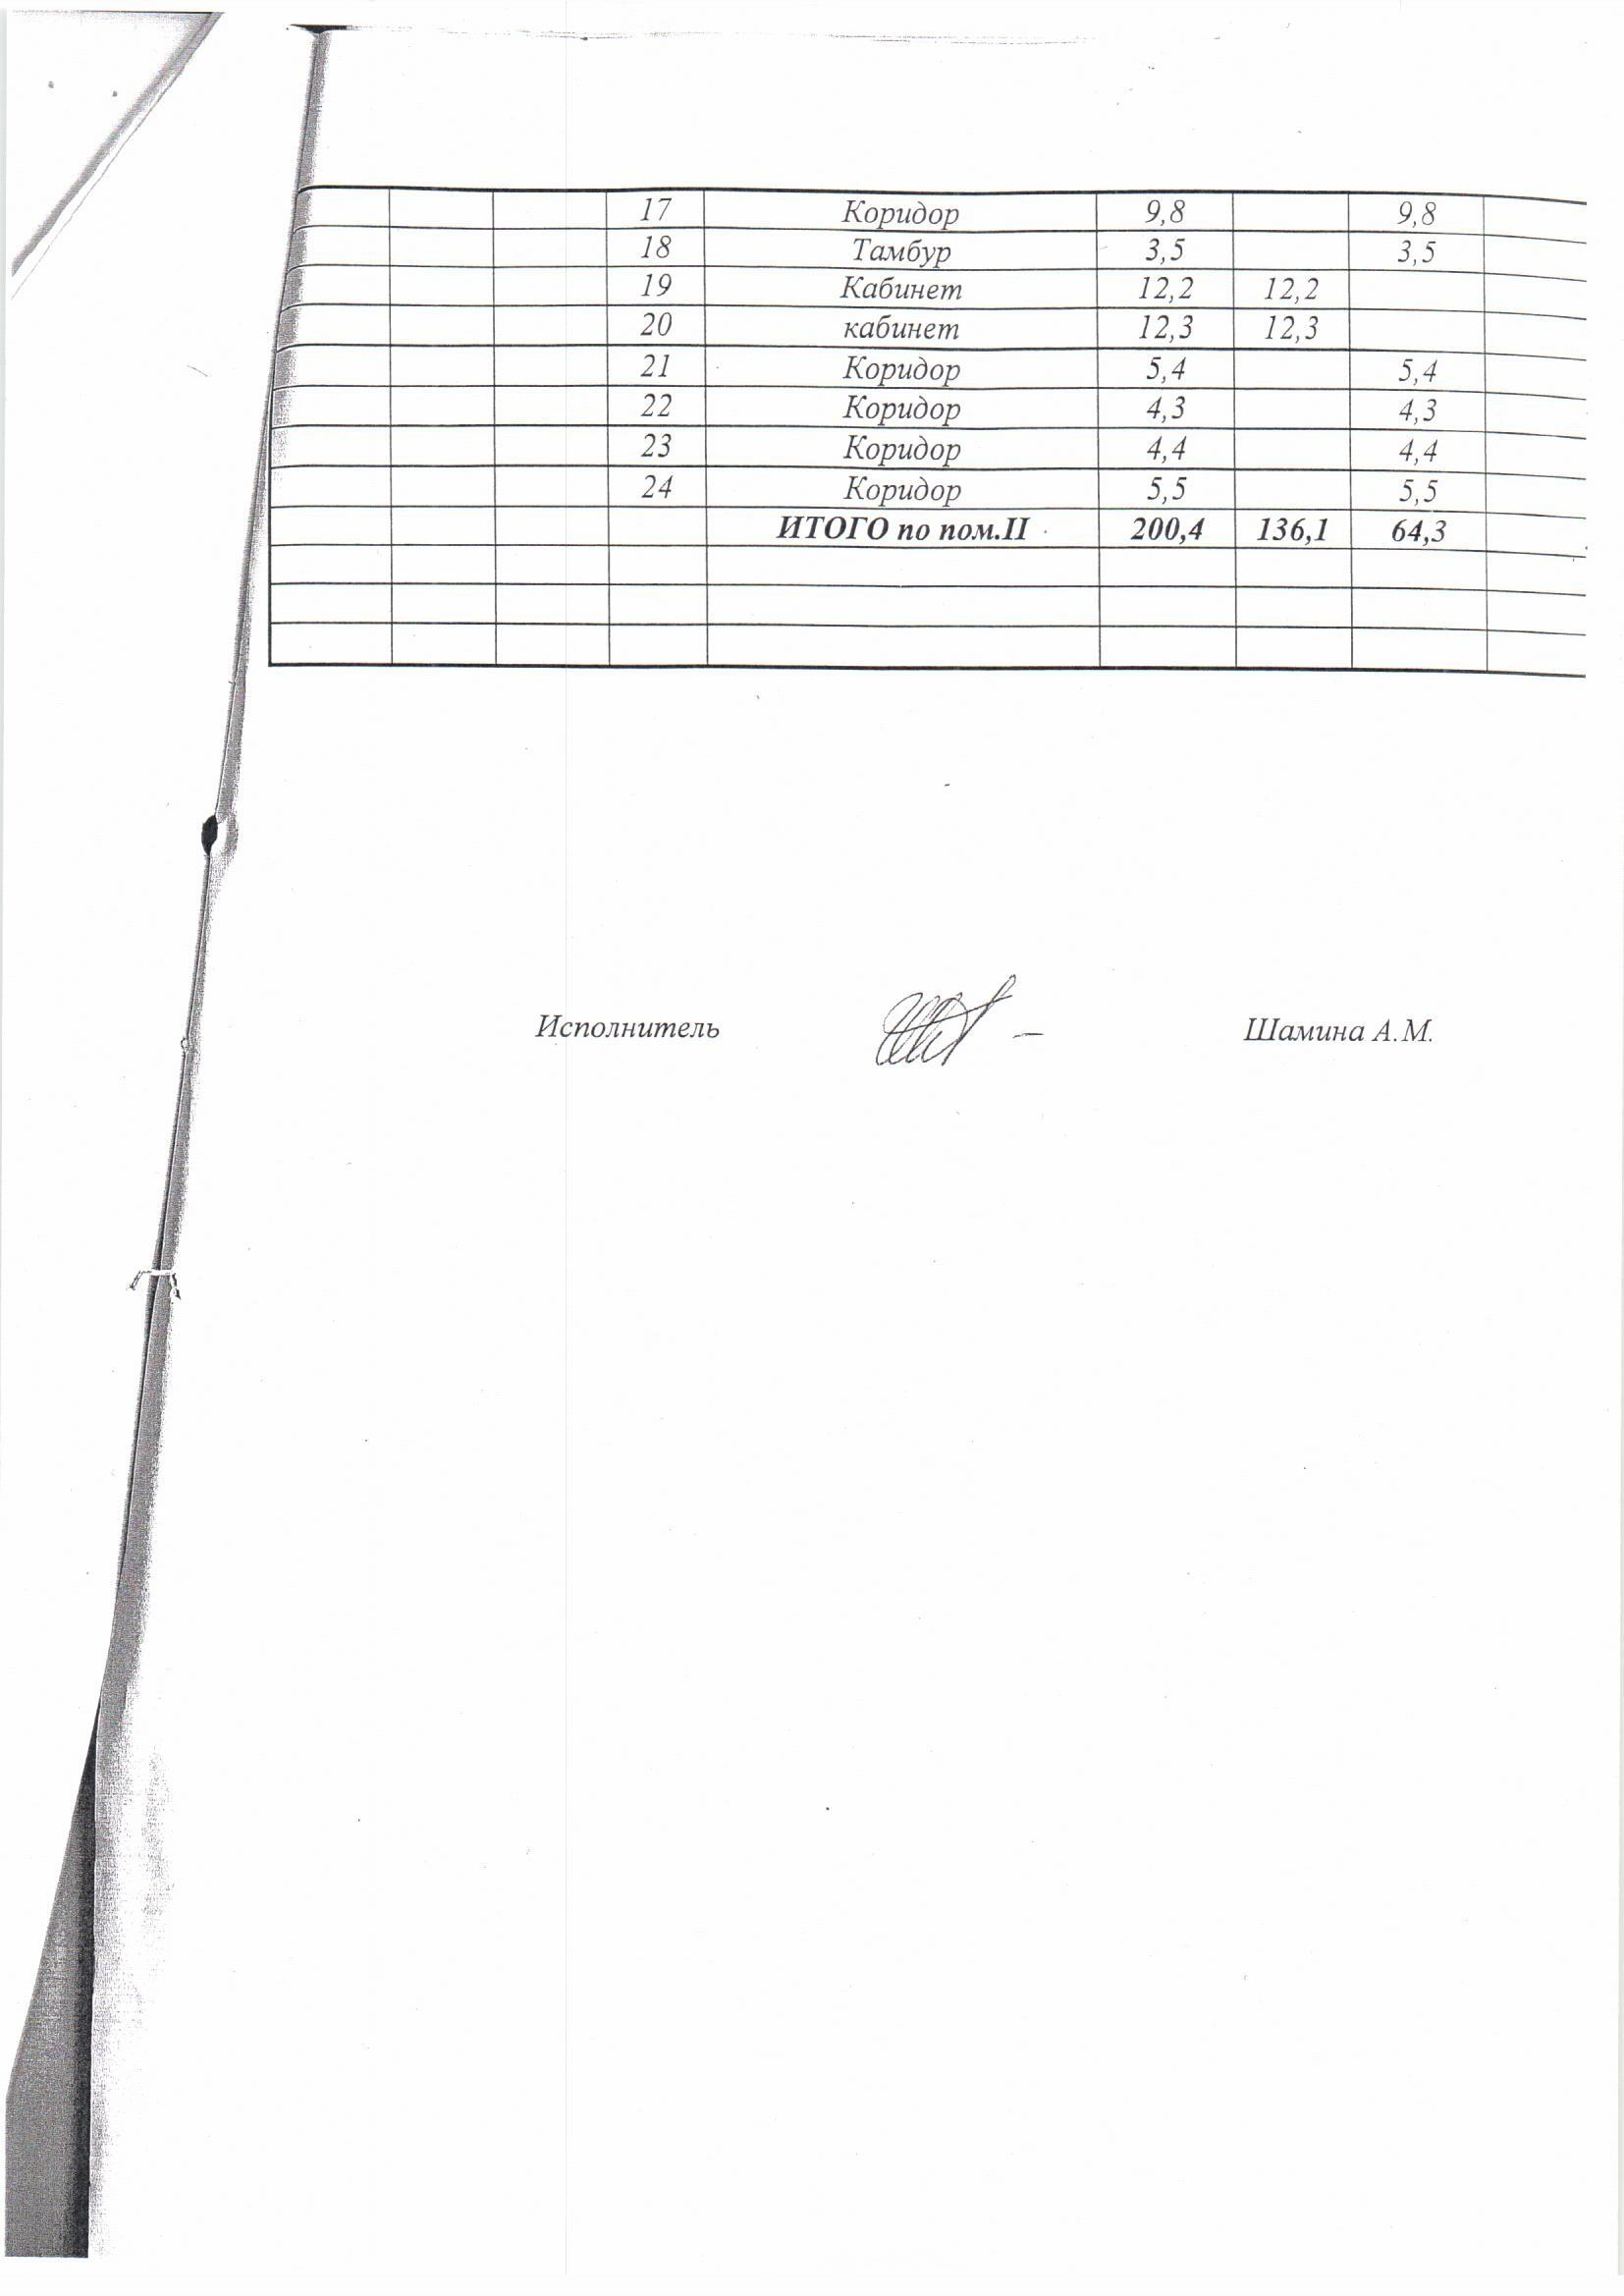 17 Коридор 9,8 9,8
18 Тамбур 3,5 3,5
19 Кабинет 12,2 12,2
20 кабинет 12,3 12,3
21 Коридор 5,4 5,4
22 Коридор 4,3 4,3
23 Коридор 4,4 4,4
24 Коридор 5,5 5,5
ИТОГО по пом.II 200,4 136,1 64,3
Исполнитель Шамина А.М.